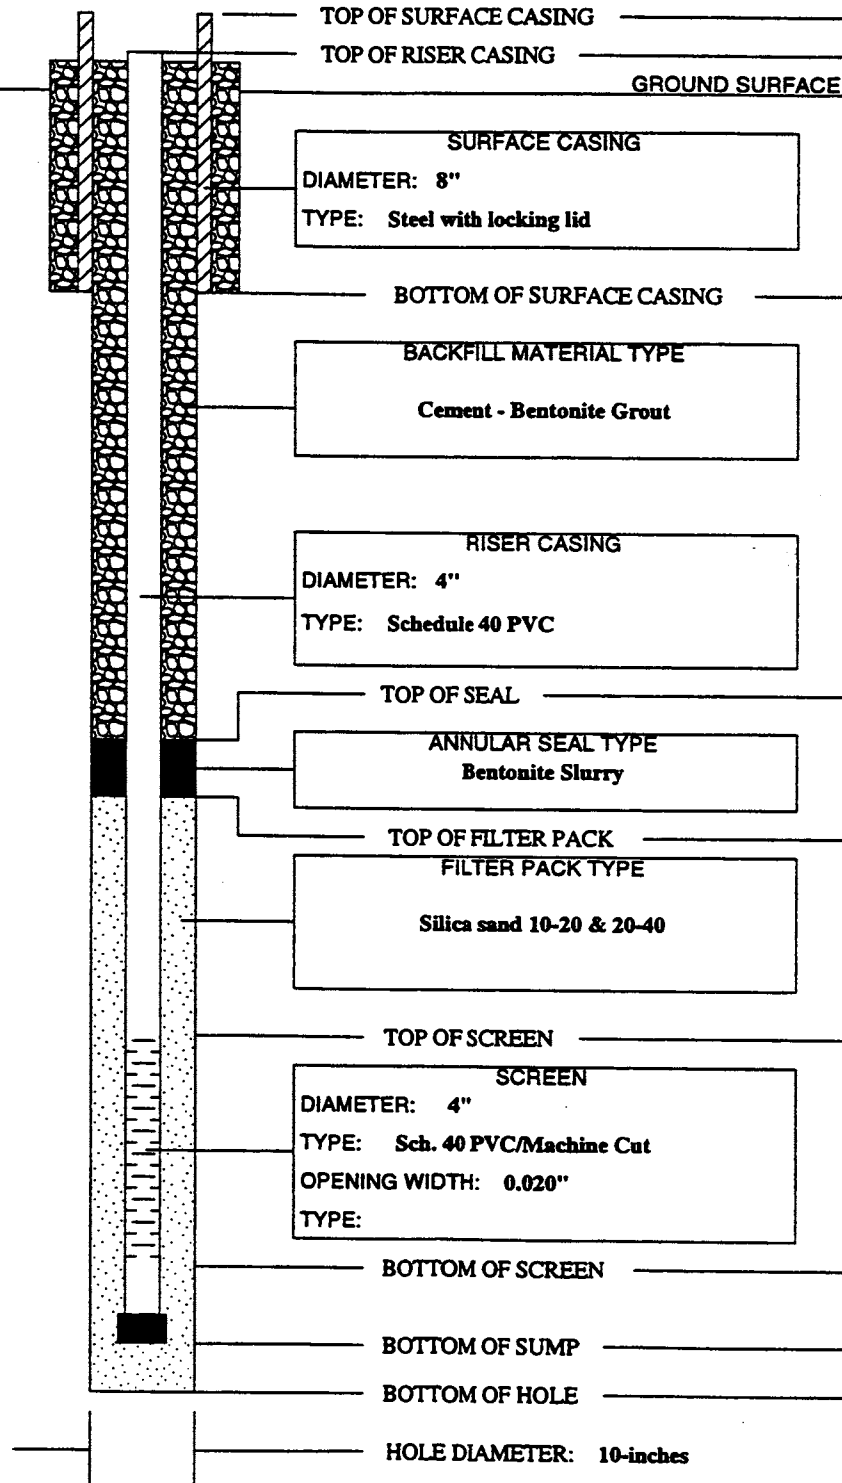 TOP OF SURFACE CASING
TOP OF RISER CASING
GROUND SURFACE
SURFACE CASING
DIAMETER: 8"
TYPE: Steel with locking lid
BOTTOM OF SURFACE CASING
BACKFILL MATERIAL TYPE
Cement - Bentonite Grout
RISER CASING
DIAMETER: 4"
TYPE: Schedule 40 PVC
TOP OF SEAL
ANNULAR SEAL TYPE
Bentonite Slurry
TOP OF FILTER PACK
FILTER PACK TYPE
Silica sand 10-20 & 20-40
TOP OF SCREEN
SCREEN
DIAMETER: 4"
TYPE: Sch. 40 PVC/Machine Cut
OPENING WIDTH: 0.020"
TYPE:
BOTTOM OF SCREEN
BOTTOM OF SUMP
BOTTOM OF HOLE
HOLE DIAMETER: 10-inches